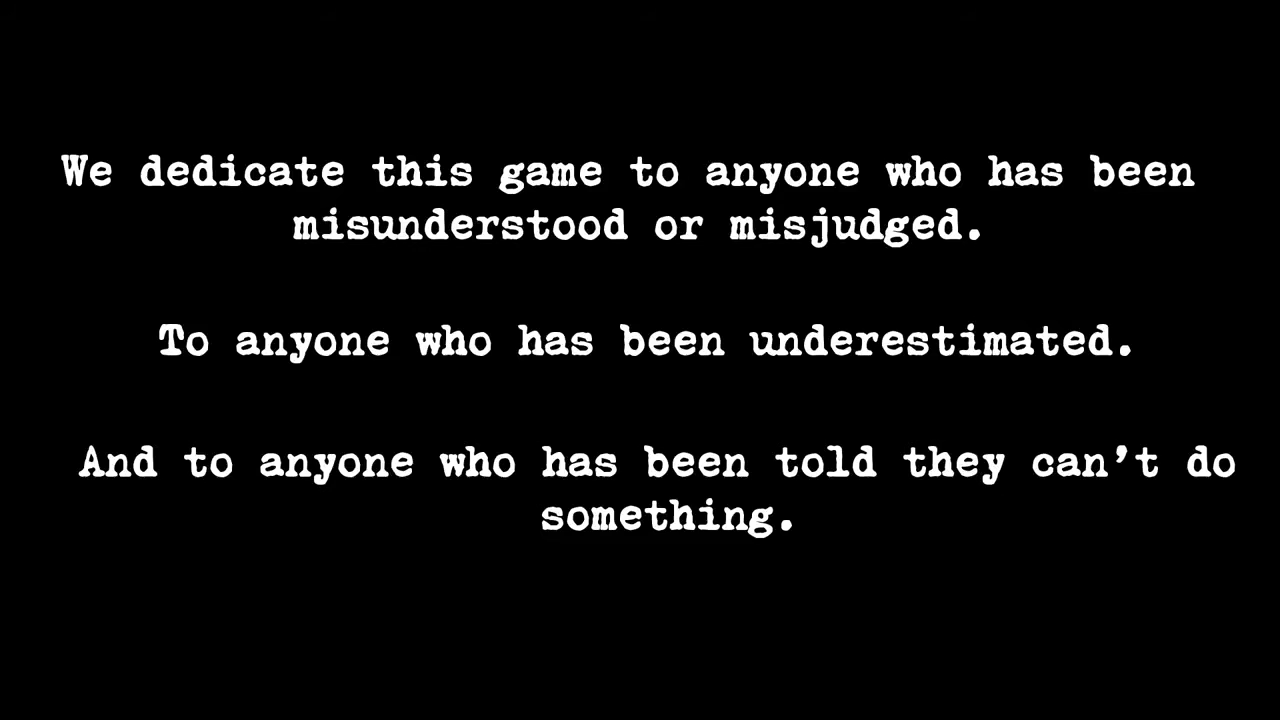 We dedicate this game to anyone who has been
misunderstood or misjudged.
To anyone who has been underestimated.
And to anyone who has been told they can't do
something.